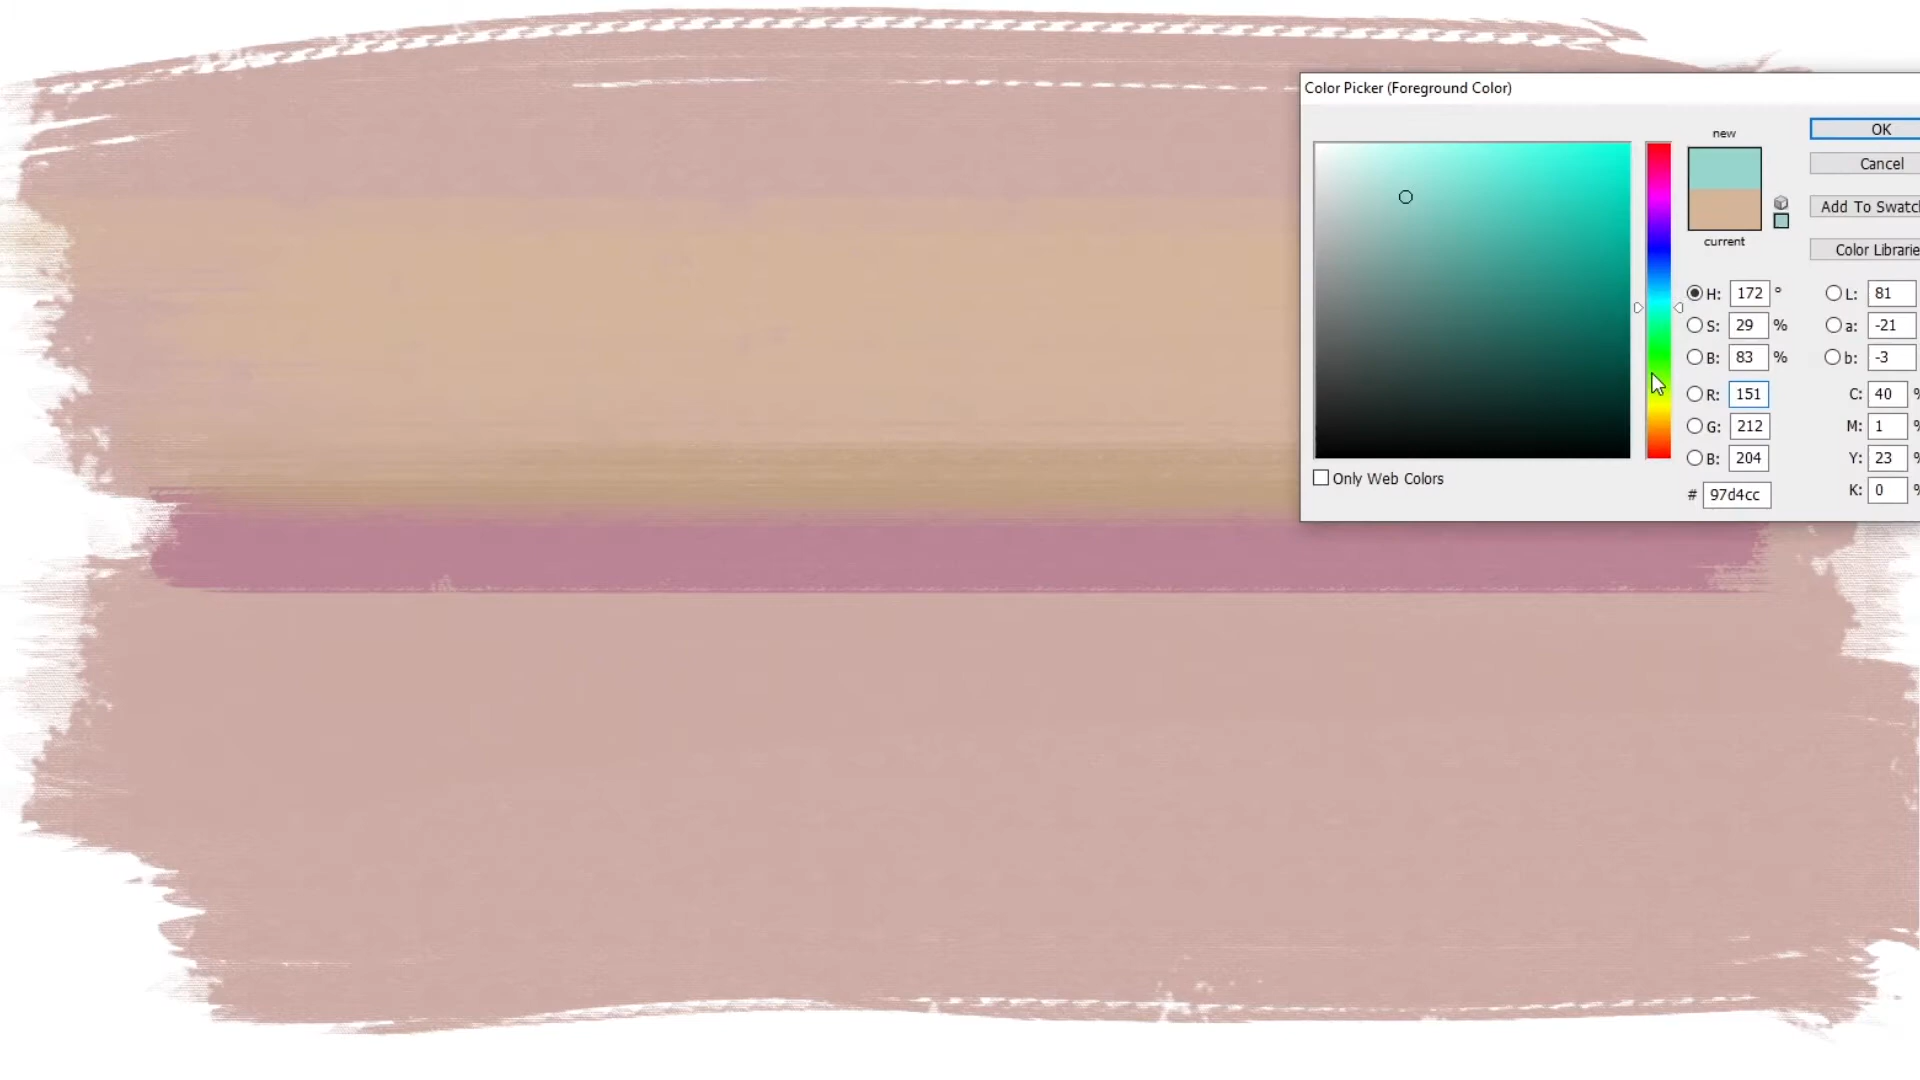 Color Picker (Foreground Color)
new
OK
Cancel
Add To Swatch
current
Color Librarie
H: 172 °
L: 81
S: 29 %
a: -21
B: 83 %
b: -3
R: 151
C: 40 %
G: 212
M: 1 %
B: 204
Y: 23 %
Only Web Colors
# 97d4cc
K: 0 %